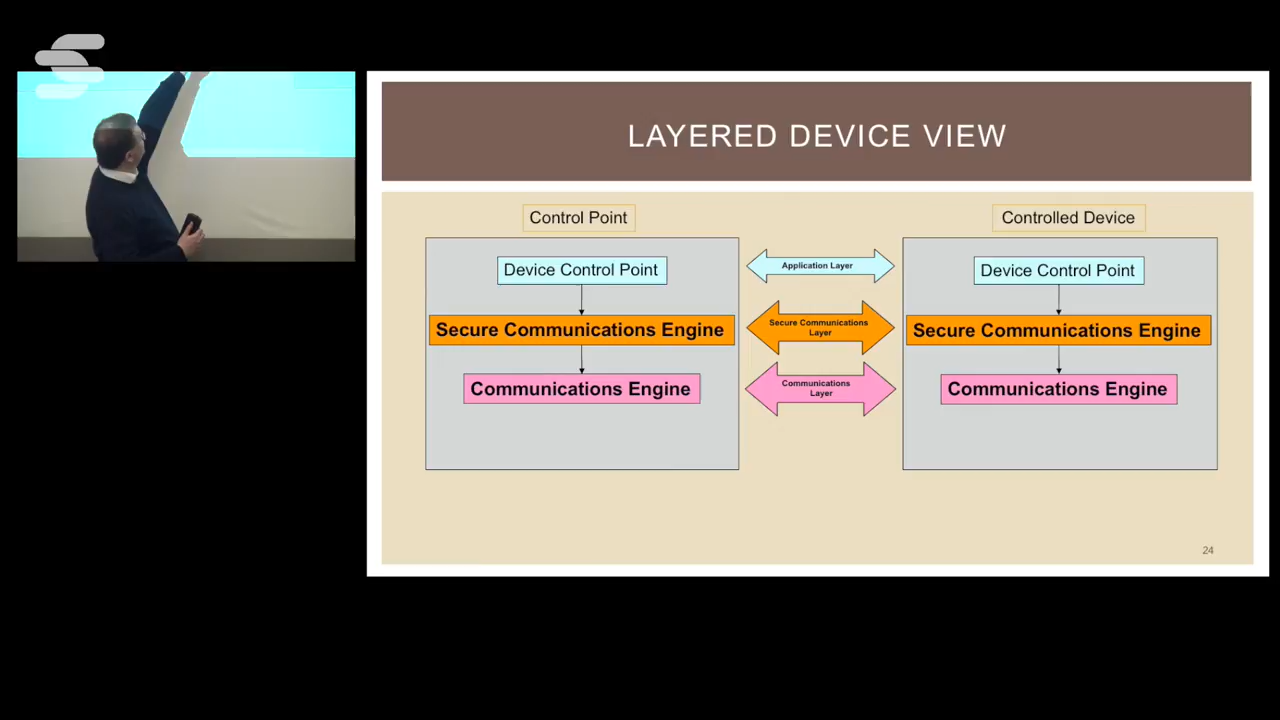 LAYERED DEVICE VIEW
Control Point
Controlled Device
Device Control Point
Application Layer
Device Control Point
Secure Communications Engine
Secure Communications
Layer
Secure Communications Engine
Communications Engine
Communications
Layer
Communications Engine
24